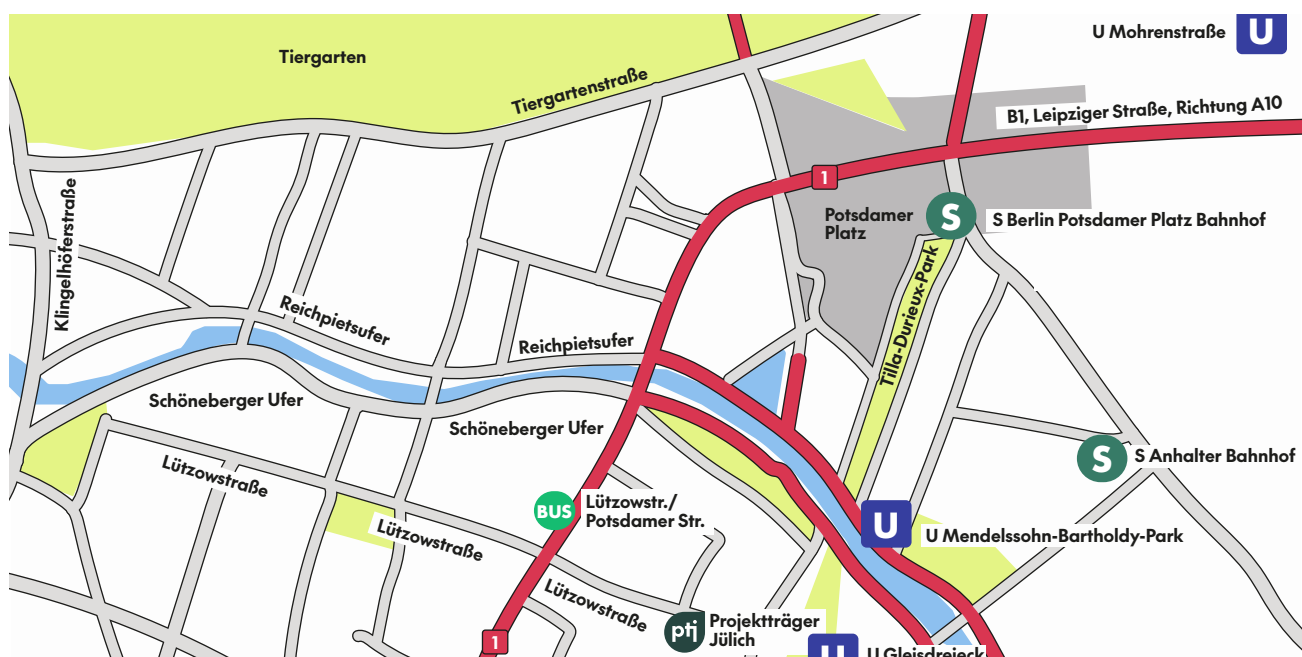 U Mohrenstraße
U
Tiergarten
Tiergartenstraße
B1, Leipziger Straße, Richtung A10
1
Klingelhöferstraße
Potsdamer
Platz
S
S Berlin Potsdamer Platz Bahnhof
Tilla-Durieux-Park
Reichpietsufer
Reichpietsufer
Schöneberger Ufer
Schöneberger Ufer
S
S Anhalter Bahnhof
Lützowstraße
BUS
Lützowstr./
Potsdamer Str.
Lützowstraße
U
U Mendelssohn-Bartholdy-Park
Lützowstraße
ptj
Projektträger
Jülich
1
U
U Gleisdreieck